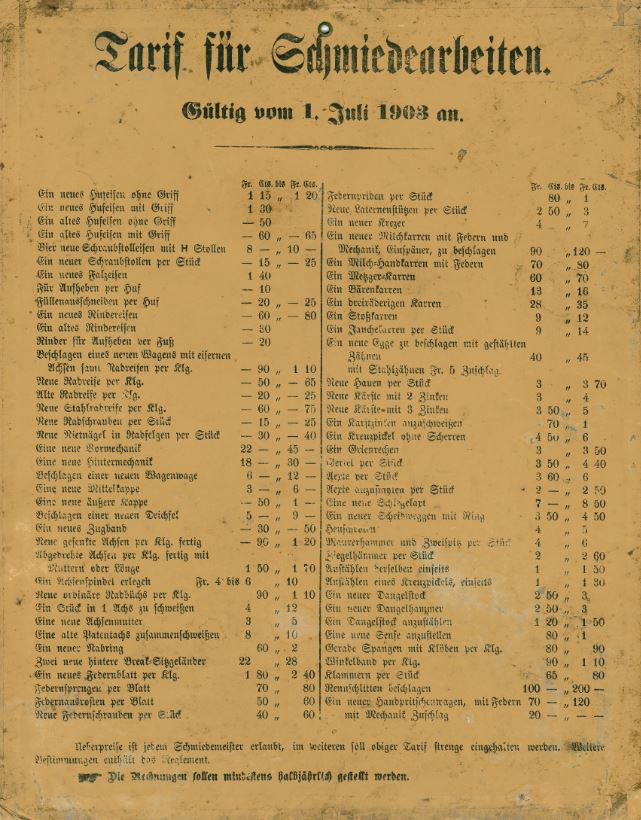 Tarif für Schmiedearbeiten.
Gültig vom 1. Juli 1903 an.
Fr. Cts. bis Fr. Cts.
Ein neues Hufeisen ohne Griff 1 15 „ 1 20
Ein neues Hufeisen mit Griff 1 30
Ein altes Hufeisen ohne Griff — 50
Ein altes Hufeisen mit Griff — 60 „ — 65
Vier neue Schraubstolleisen mit H Stollen 8 — „ 10 —
Ein neuer Schraubstollen per Stück — 15 „ — 25
Ein neues Falzeisen 1 40
Für Aufheben per Huf — 10
Füllenausschneiden per Huf — 20 „ — 25
Ein neues Rindereisen — 60 „ — 80
Ein altes Rindereisen — 30
Rinder für Aufheben per Fuß — 20
Beschlagen eines neuen Wagens mit eisernen
Achsen samt Radreifen per Klg. — 90 „ 1 10
Neue Radreife per Klg. — 50 „ — 65
Alte Radreife per Klg. — 20 „ — 25
Neue Stahlradreife per Klg. — 60 „ — 75
Neue Radschrauben per Stück — 15 „ — 25
Neue Nietnägel in Radfelgen per Stück — 30 „ — 40
Eine neue Vormechanik 22 — „ 45 —
Eine neue Hintermechanik 18 — „ 30 —
Beschlagen einer neuen Wagenwage 6 — „ 12 —
Eine neue Mittelkappe 3 — „ 6 —
Eine neue äußere Kappe — 50 „ 1 —
Beschlagen einer neuen Deichsel 5 — „ 9 —
Ein neues Zugband — 30 „ — 50
Neue gesenkte Achsen per Klg. fertig — 90 „ 1 20
Abgedrehte Achsen per Klg. fertig mit
Muttern oder Lönge 1 50 „ 1 70
Ein Achsenspindel erlegen Fr. 4 bis 6 „ 10
Neue ordinäre Radbüchs per Klg. 90 „ 1 10
Ein Stück in 1 Achs zu schweißen 4 „ 12
Eine neue Achsenmutter 3 „ 5
Eine alte Patentachs zusammenschweißen 8 „ 10
Ein neuer Nabring 60 „ 2
Zwei neue hintere Break-Sitzgeländer 22 „ 28
Ein neues Federnblatt per Klg. 1 80 „ 2 40
Federnsprengen per Blatt 70 „ 80
Federnausrosten per Blatt 50 „ 60
Neue Federnschrauben per Stück 40 „ 60
Fr. Cts. bis Fr. Cts.
Federnpriden per Stück 80 „ 1
Neue Laternenstützen per Stück 2 50 „ 3
Ein neuer Krezer 4 „ 7
Ein neuer Milchkarren mit Federn und
Mechanik, Einspäner, zu beschlagen 90 „ 120 —
Ein Milch-Handkarren mit Federn 70 „ 80
Ein Metzger-Karren 60 „ 70
Ein Bärenkarren 13 „ 16
Ein dreiräderigen Karren 28 „ 35
Ein Stoßkarren 9 „ 12
Ein Jauchekarren per Stück 9 „ 14
Ein neue Egge zu beschlagen mit gestählten
Zähnen 40 „ 45
mit Stahlzähnen Fr. 5 Zuschlag.
Neue Hauen per Stück 3 „ 3 70
Neue Kärste mit 2 Zinken 3 „ 4
Neue Kärste mit 3 Zinken 3 50 „ 5
Ein Karstzinken anzuschweißen 70 „ 1
Ein Kreuzpickel ohne Scherren 4 50 „ 6
Ein Grienrechen 3 „ 3 50
per Stück 3 50 „ 4 40
Aexte per Stück 3 60 „ 6
Aexte anzustahlen per Stück 2 — „ 2 50
Eine neue Schlegelaxt 7 — „ 8 50
Ein neuer Scheidweggen mit Ring 3 50 „ 4 50
4 „ 5
Maurerhammer und Zweispitz per Stück 4 „ 6
Ziegelhämmer per Stück 2 „ 2 60
Anstählen derselben einseits 1 „ 1 50
Anstählen eines Kreuzpickels, einseits 1 „ 1 30
Ein neuer Dangelstock 2 50 „ 3
Ein neuer Dangelhammer 2 50 „ 3
Ein Dangelstock anzustählen 1 20 „ 1 50
Eine neue Sense anzustellen 80 „ 1
Gerade Spangen mit Klöben per Klg. 80 „ 90
Winkelband per Klg. 90 „ 1 10
Klammern per Stück 65 „ 80
Rennschlitten beschlagen 100 — „ 200 —
Ein neuer Handpritschenwagen, mit Federn 70 — „ 120
mit Mechanik Zuschlag 20 — „ — —
Ueberpreise ist jedem Schmiedemeister erlaubt, im weiteren soll obiger Tarif strenge eingehalten werden. Weitere
Bestimmungen enthält das Reglement.
Die Rechnungen sollen mindestens halbjährlich gestellt werden.